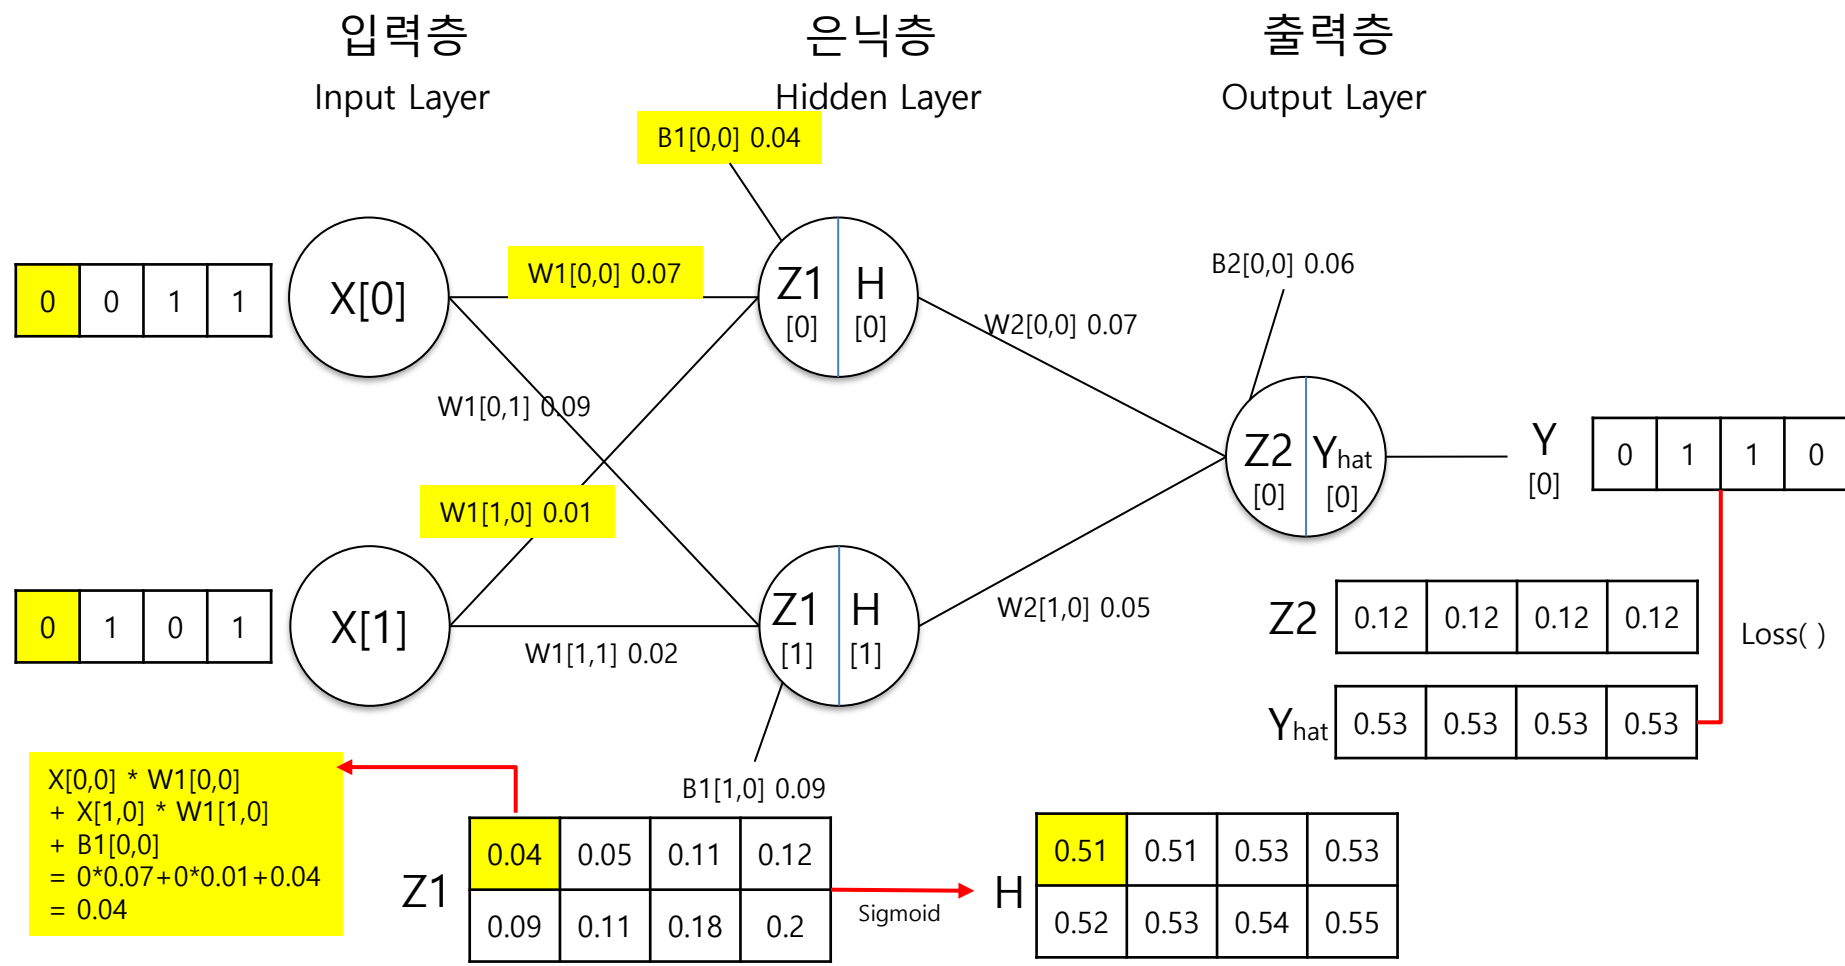 입력층
Input Layer
은닉층
Hidden Layer
출력층
Output Layer
B1[0,0] 0.04
0 0 1 1
X[0]
W1[0,0] 0.07
Z1 H
[0] [0]
W2[0,0] 0.07
B2[0,0] 0.06
W1[0,1] 0.09
W1[1,0] 0.01
Z2 Yhat
[0] [0]
Y
[0]
0 1 1 0
0 1 0 1
X[1]
W1[1,1] 0.02
Z1 H
[1] [1]
W2[1,0] 0.05
B1[1,0] 0.09
Z2 0.12 0.12 0.12 0.12
Loss( )
Yhat 0.53 0.53 0.53 0.53
X[0,0] * W1[0,0]
+ X[1,0] * W1[1,0]
+ B1[0,0]
= 0*0.07+0*0.01+0.04
= 0.04
Z1
0.04 0.05 0.11 0.12
0.09 0.11 0.18 0.2
Sigmoid
H
0.51 0.51 0.53 0.53
0.52 0.53 0.54 0.55